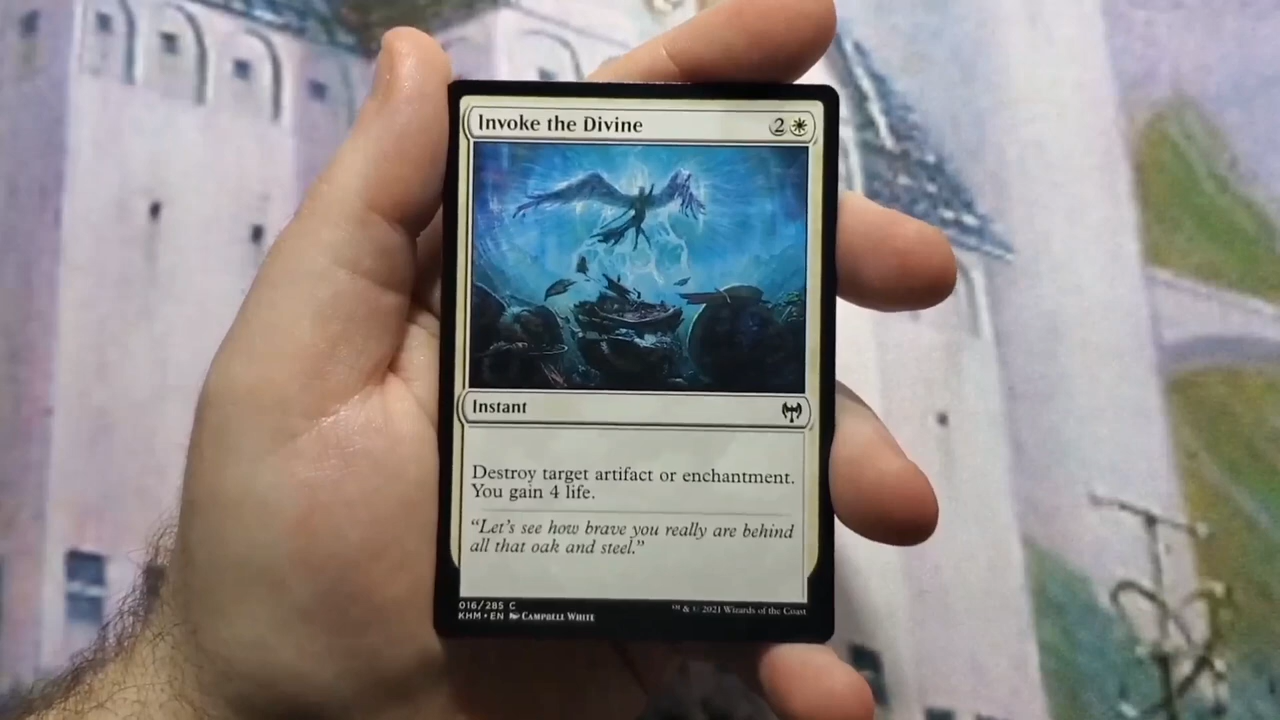 Invoke the Divine 2
Instant
Destroy target artifact or enchantment.
You gain 4 life.
“Let’s see how brave you really are behind
all that oak and steel.”
016/285 C
KHM • EN Campbell White
™ & © 2021 Wizards of the Coast